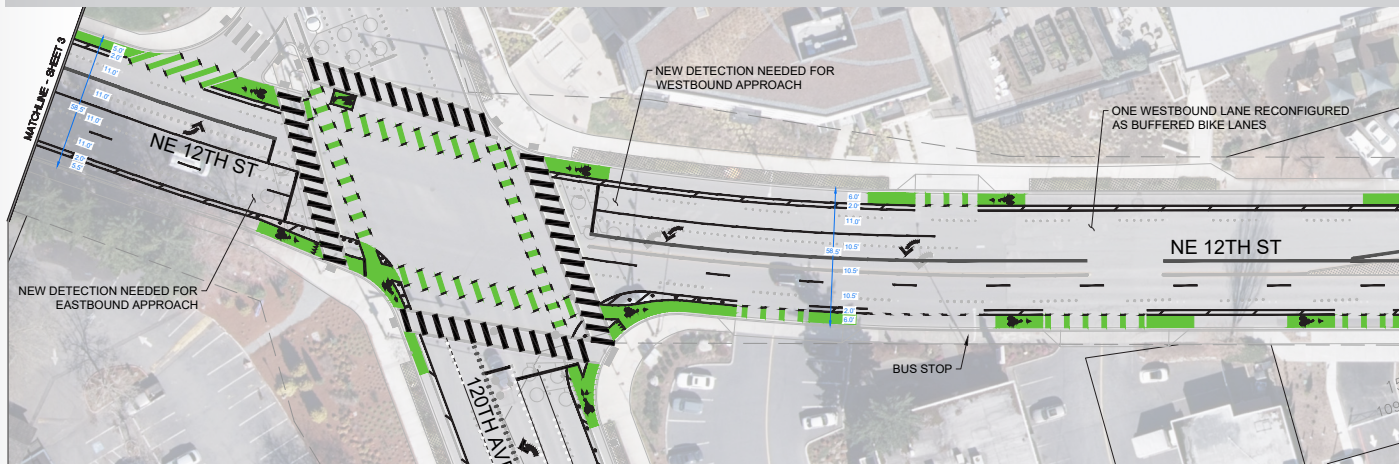 MATCHLINE - SHEET 3
5.0'
2.0'
11.0'
11.0'
58.5'
11.0'
11.0'
2.0'
5.5'
NE 12TH ST
NEW DETECTION NEEDED FOR
EASTBOUND APPROACH
120TH AVE
NEW DETECTION NEEDED FOR
WESTBOUND APPROACH
6.0'
2.0'
11.0'
10.5'
58.5'
10.5'
10.5'
2.0'
6.0'
ONE WESTBOUND LANE RECONFIGURED
AS BUFFERED BIKE LANES
NE 12TH ST
BUS STOP